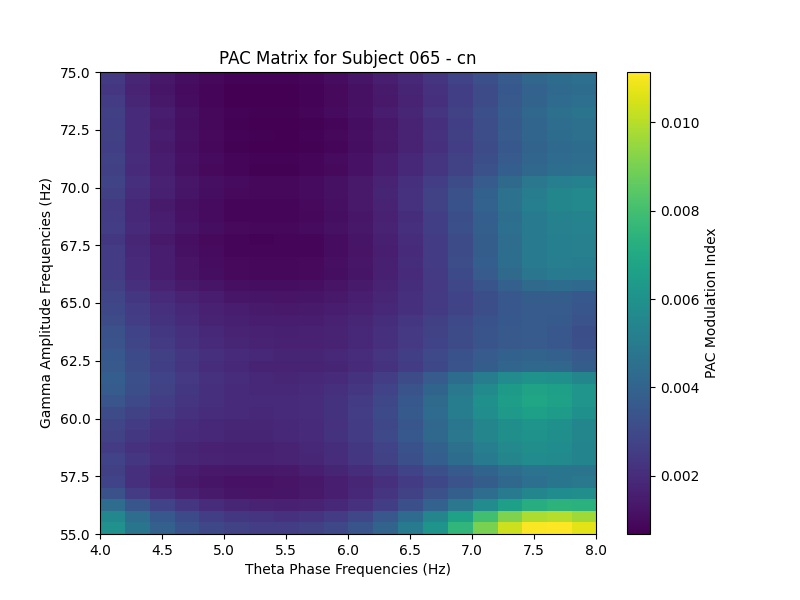 PAC Matrix for Subject 065 - cn
75.0
72.5
70.0
67.5
65.0
62.5
60.0
57.5
55.0
Gamma Amplitude Frequencies (Hz)
4.0 4.5 5.0 5.5 6.0 6.5 7.0 7.5 8.0
Theta Phase Frequencies (Hz)
0.010
0.008
0.006
0.004
0.002
PAC Modulation Index